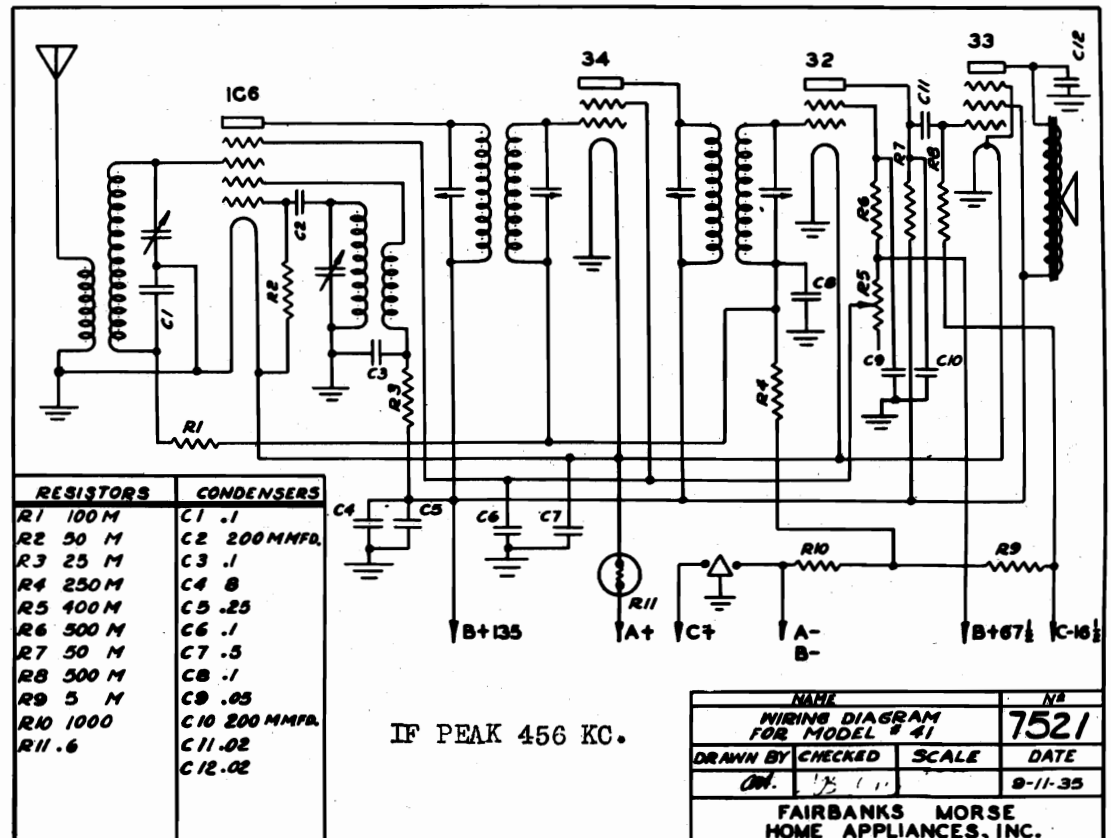 1C6
34
32
33
C12
C11
R7
R8
C2
R6
R2
C1
C8
R5
C3
C9
C10
R3
R4
R1
C4
C5
C6
C7
R10
R9
R11
B+135
A+
C+
A-
B-
B+67½
C-16½
RESISTORS CONDENSERS
R1 100 M C1 .1
R2 50 M C2 200 MMFD.
R3 25 M C3 .1
R4 250 M C4 8
R5 400 M C5 .25
R6 500 M C6 .1
R7 50 M C7 .5
R8 500 M C8 .1
R9 5 M C9 .05
R10 1000 C10 200 MMFD.
R11 .6 C11 .02
C12 .02
IF PEAK 456 KC.
NAME Nº
WIRING DIAGRAM
FOR MODEL # 41
7521
DRAWN BY CHECKED SCALE DATE
9-11-35
FAIRBANKS MORSE
HOME APPLIANCES, INC.